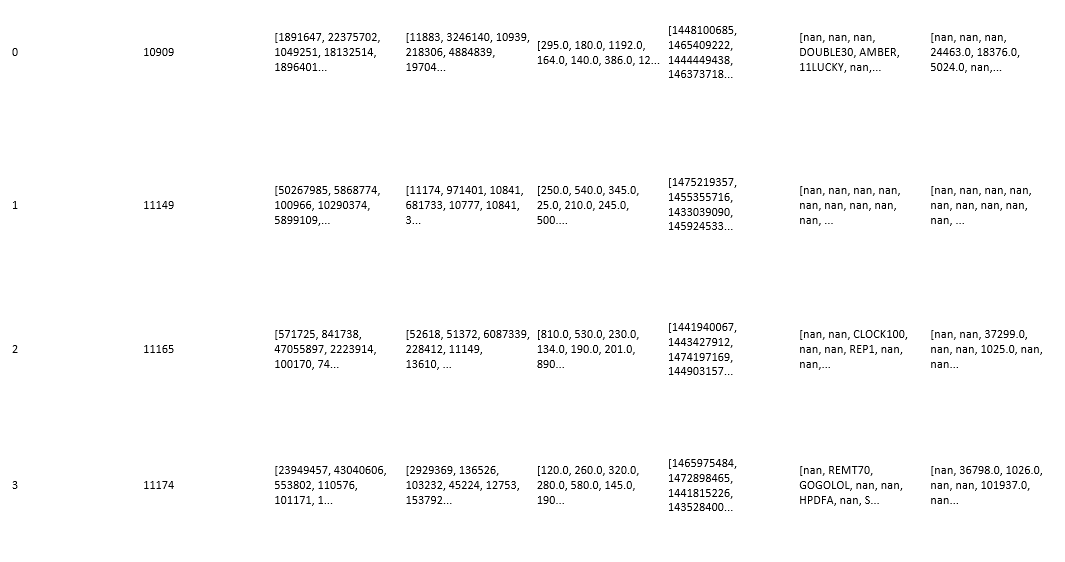 0
10909
[1891647, 22375702,
1049251, 18132514,
1896401...
[11883, 3246140, 10939,
218306, 4884839,
19704...
[295.0, 180.0, 1192.0,
164.0, 140.0, 386.0, 12...
[1448100685,
1465409222,
1444449438,
146373718...
[nan, nan, nan,
DOUBLE30, AMBER,
11LUCKY, nan,...
[nan, nan, nan,
24463.0, 18376.0,
5024.0, nan,...
1
11149
[50267985, 5868774,
100966, 10290374,
5899109,...
[11174, 971401, 10841,
681733, 10777, 10841,
3...
[250.0, 540.0, 345.0,
25.0, 210.0, 245.0,
500....
[1475219357,
1455355716,
1433039090,
145924533...
[nan, nan, nan, nan,
nan, nan, nan, nan,
nan, ...
[nan, nan, nan, nan,
nan, nan, nan, nan,
nan, ...
2
11165
[571725, 841738,
47055897, 2223914,
100170, 74...
[52618, 51372, 6087339,
228412, 11149,
13610, ...
[810.0, 530.0, 230.0,
134.0, 190.0, 201.0,
890...
[1441940067,
1443427912,
1474197169,
144903157...
[nan, nan, CLOCK100,
nan, nan, REP1, nan,
nan,...
[nan, nan, 37299.0,
nan, nan, 1025.0, nan,
nan...
3
11174
[23949457, 43040606,
553802, 110576,
101171, 1...
[2929369, 136526,
103232, 45224, 12753,
153792...
[120.0, 260.0, 320.0,
280.0, 580.0, 145.0,
190...
[1465975484,
1472898465,
1441815226,
143528400...
[nan, REMT70,
GOGOLOL, nan, nan,
HPDFA, nan, S...
[nan, 36798.0, 1026.0,
nan, nan, 101937.0,
nan...